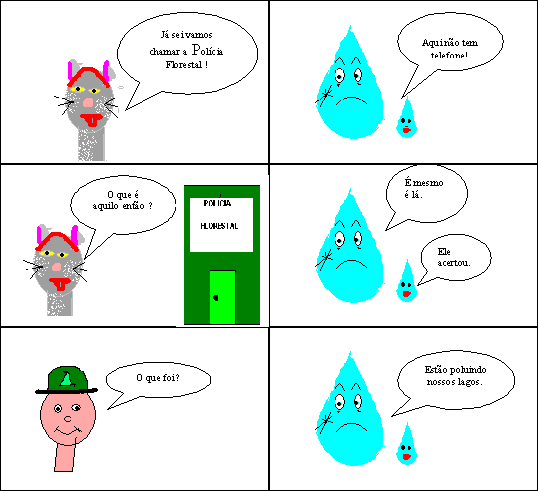 Já sei vamos
chamar a Polícia
Florestal !
Aqui não tem
telefone!
O que é
aquilo então ?
POLÍCIA
FLORESTAL
É mesmo
é lá.
Ele
acertou.
O que foi?
Estão poluindo
nossos lagos.